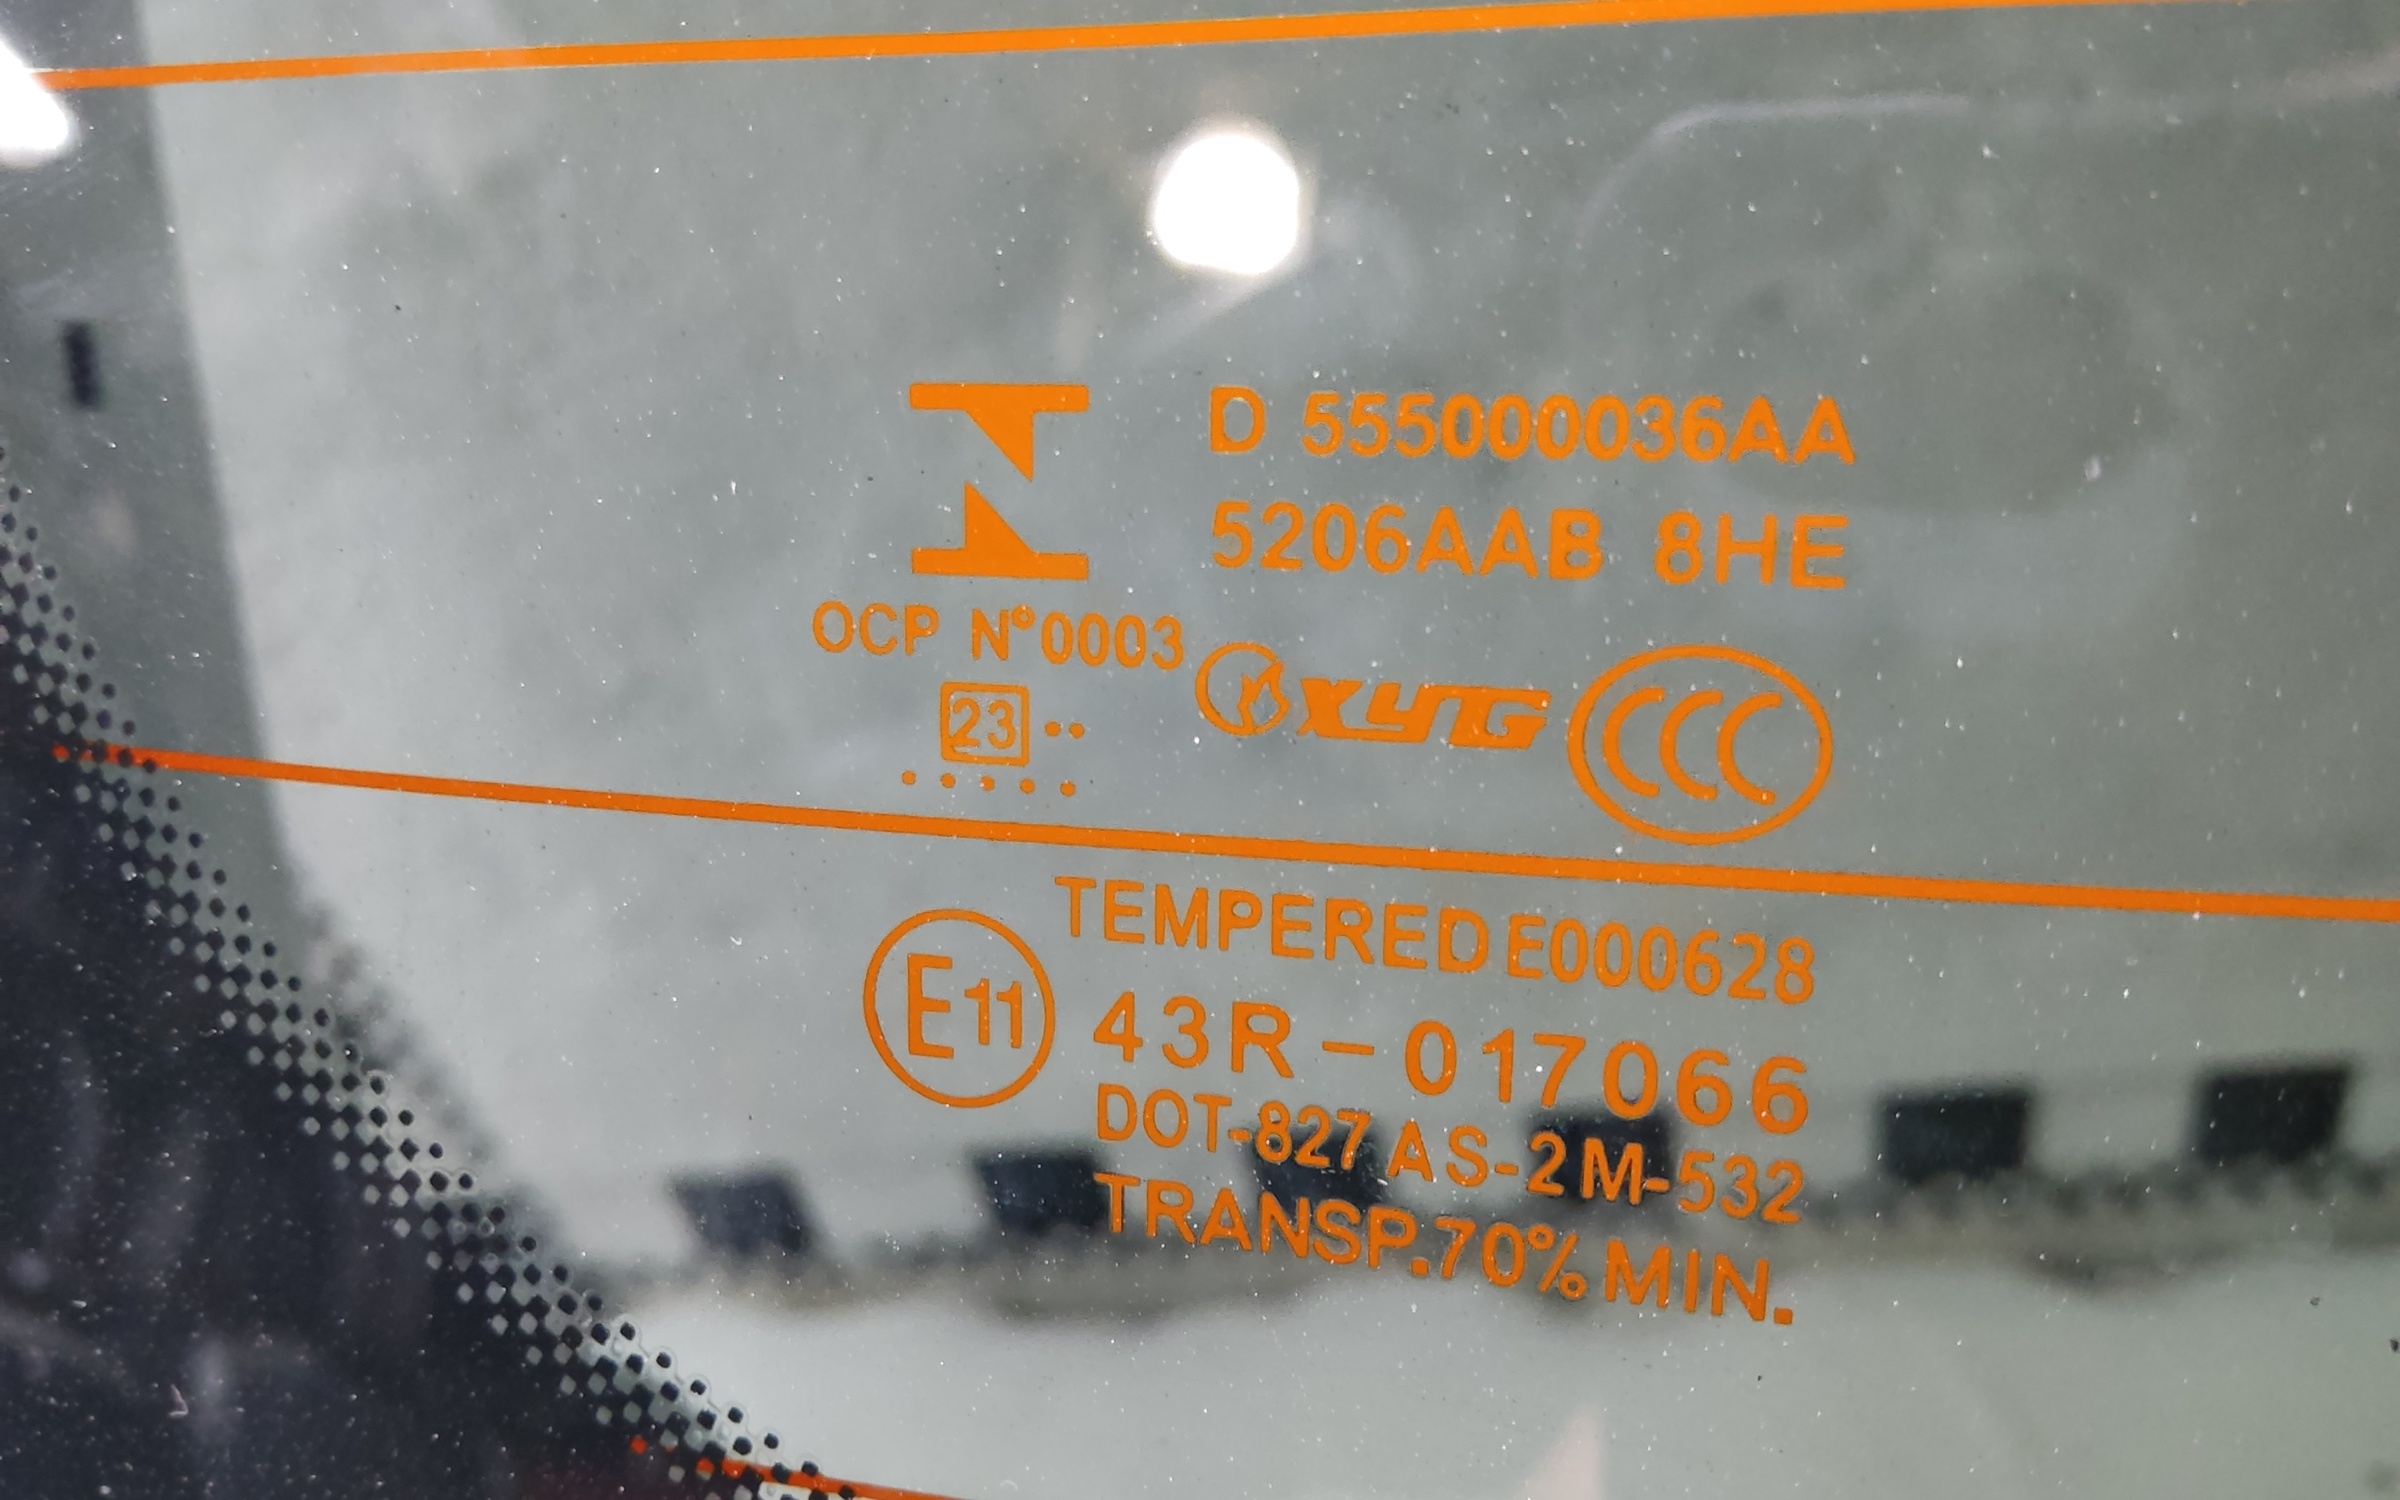 D 555000036AA
5206AAB 8HE
OCP Nº0003
XYG
CCC
23
TEMPERED E000628
E11
43R-017066
DOT-827 AS-2 M-532
TRANSP.70% MIN.